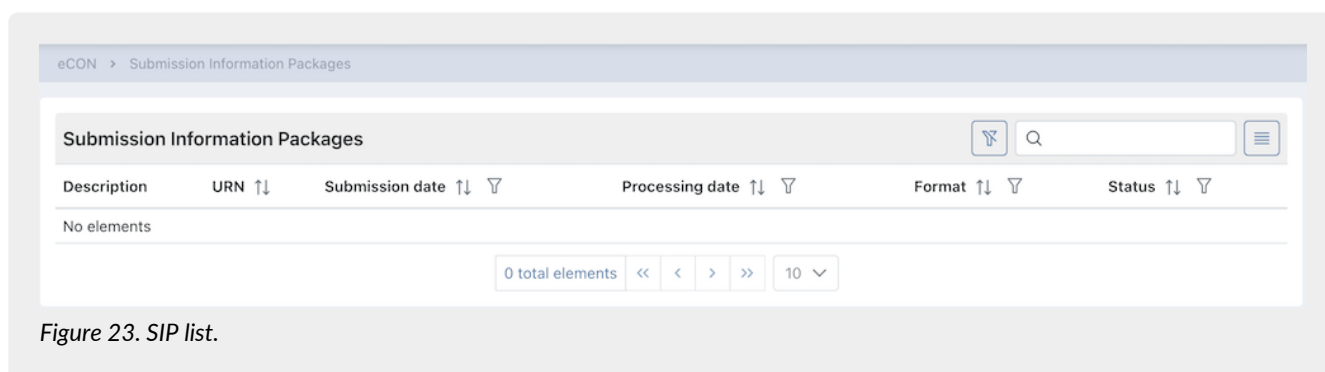 eCON > Submission Information Packages
Submission Information Packages
Description URN Submission date Processing date Format Status
No elements
0 total elements << < > >> 10
Figure 23. SIP list.